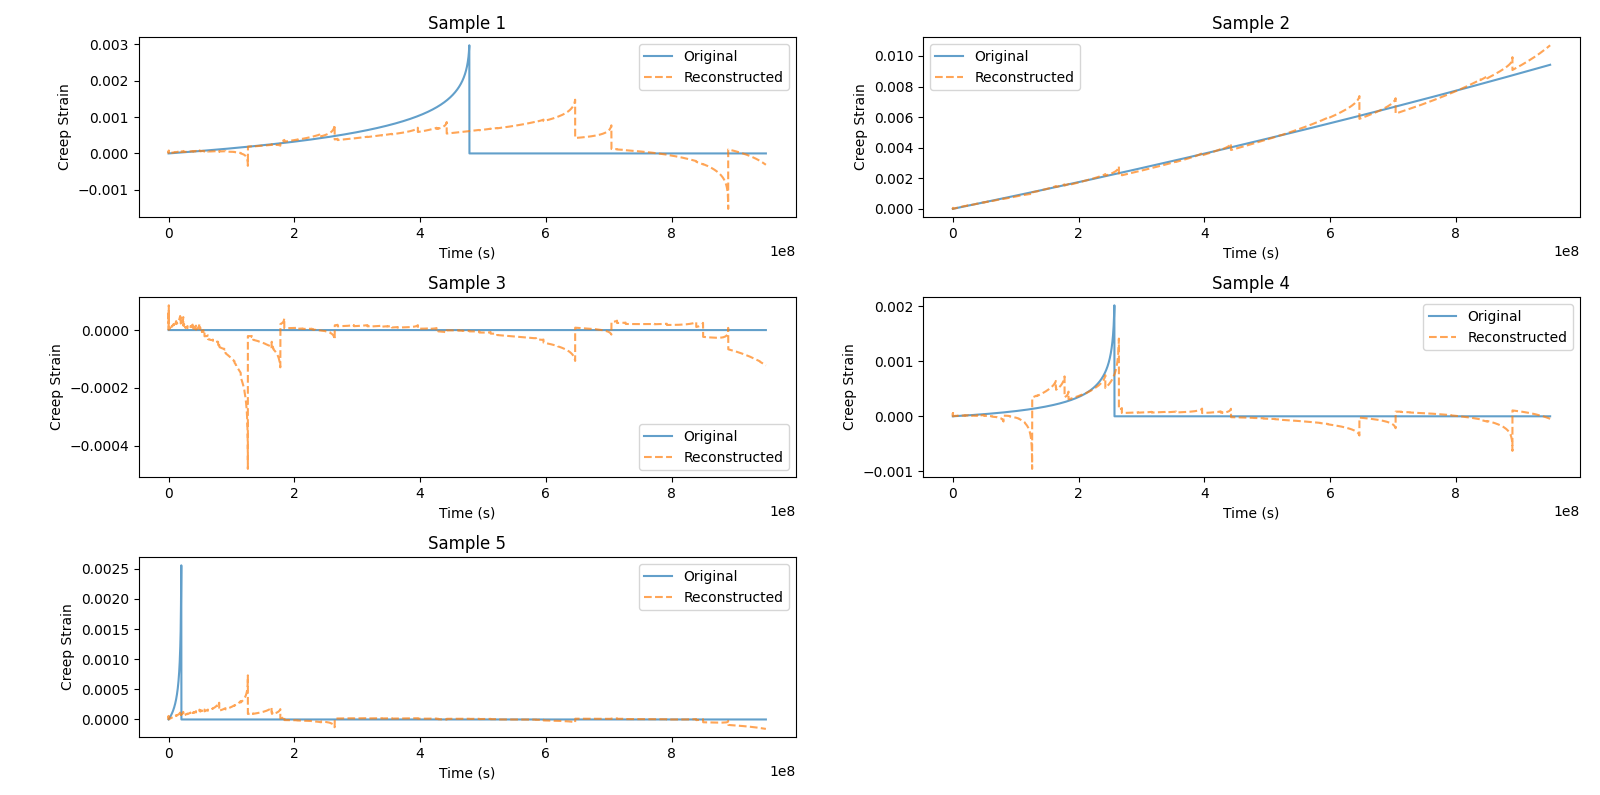 Sample 1
Creep Strain
0.003
0.002
0.001
0.000
−0.001
Original
Reconstructed
0 2 4 6 8
1e8
Time (s)
Sample 2
Creep Strain
0.010
0.008
0.006
0.004
0.002
0.000
Original
Reconstructed
0 2 4 6 8
1e8
Time (s)
Sample 3
Creep Strain
0.0000
−0.0002
−0.0004
Original
Reconstructed
0 2 4 6 8
1e8
Time (s)
Sample 4
Creep Strain
0.002
0.001
0.000
−0.001
Original
Reconstructed
0 2 4 6 8
1e8
Time (s)
Sample 5
Creep Strain
0.0025
0.0020
0.0015
0.0010
0.0005
0.0000
Original
Reconstructed
0 2 4 6 8
1e8
Time (s)